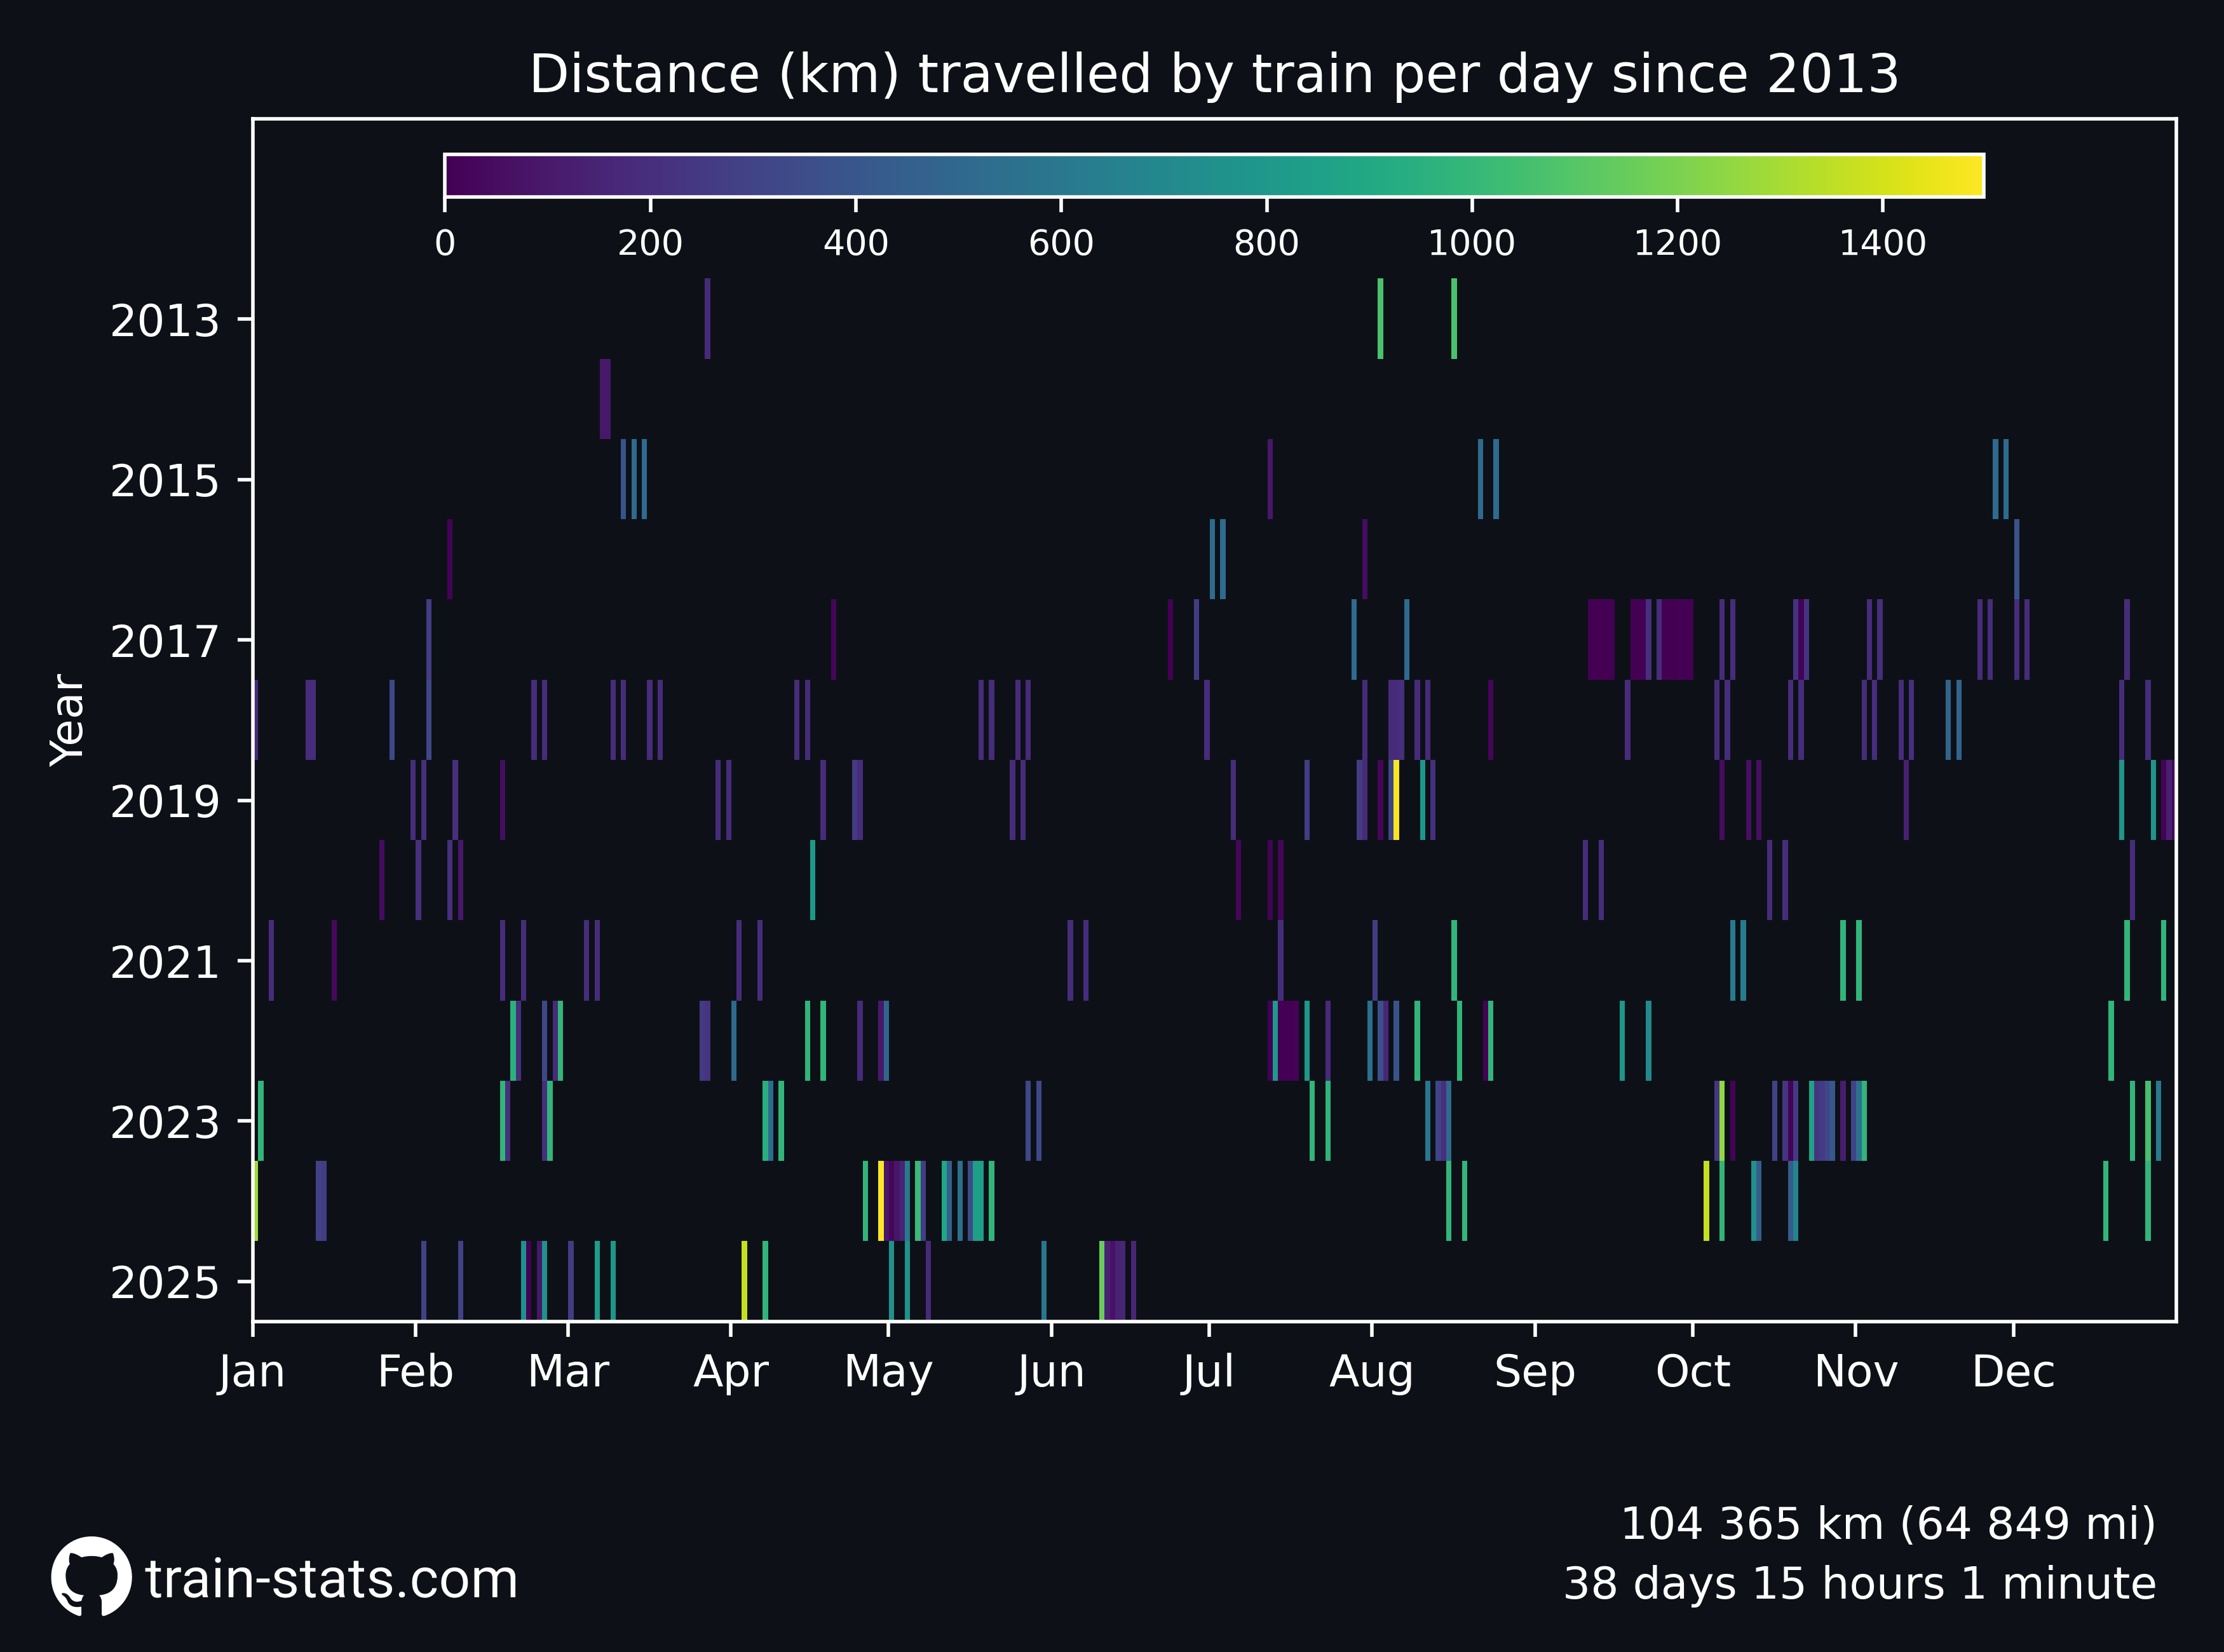 Distance (km) travelled by train per day since 2013
0 200 400 600 800 1000 1200 1400
2013
2015
2017
Year
2019
2021
2023
2025
Jan Feb Mar Apr May Jun Jul Aug Sep Oct Nov Dec
104 365 km (64 849 mi)
train-stats.com
38 days 15 hours 1 minute